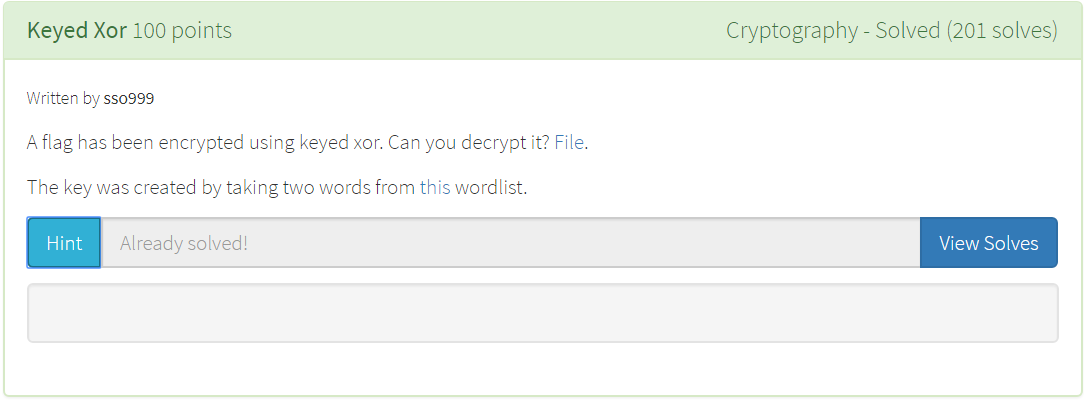 Keyed Xor 100 points Cryptography - Solved (201 solves)
Written by sso999
A flag has been encrypted using keyed xor. Can you decrypt it? File.
The key was created by taking two words from this wordlist.
Hint Already solved! View Solves